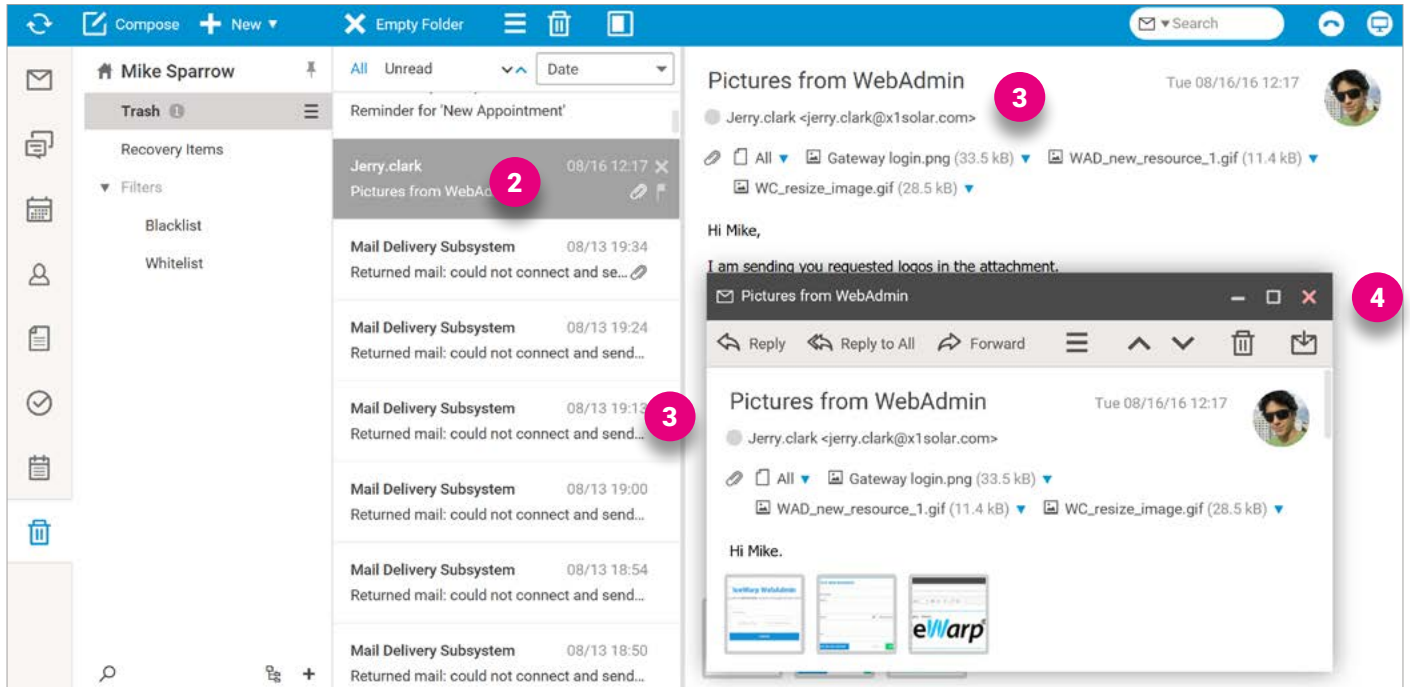 Compose New Empty Folder Search
Mike Sparrow
Trash 1
Recovery Items
Filters
Blacklist
Whitelist
All Unread Date
Reminder for 'New Appointment'
Jerry.clark 08/16 12:17
Pictures from WebAd
2
Mail Delivery Subsystem 08/13 19:34
Returned mail: could not connect and se...
Mail Delivery Subsystem 08/13 19:24
Returned mail: could not connect and send...
Mail Delivery Subsystem 08/13 19:13
Returned mail: could not connect and send...
3
Mail Delivery Subsystem 08/13 19:00
Returned mail: could not connect and send...
Mail Delivery Subsystem 08/13 18:54
Returned mail: could not connect and send...
Mail Delivery Subsystem 08/13 18:50
Returned mail: could not connect and send...
Pictures from WebAdmin Tue 08/16/16 12:17
3
Jerry.clark <jerry.clark@x1solar.com>
All Gateway login.png (33.5 kB) WAD_new_resource_1.gif (11.4 kB)
WC_resize_image.gif (28.5 kB)
Hi Mike,
I am sending you requested logos in the attachment.
Pictures from WebAdmin
4
Reply Reply to All Forward
Pictures from WebAdmin Tue 08/16/16 12:17
Jerry.clark <jerry.clark@x1solar.com>
All Gateway login.png (33.5 kB)
WAD_new_resource_1.gif (11.4 kB) WC_resize_image.gif (28.5 kB)
Hi Mike.
IceWarp WebAdmin
eWarp